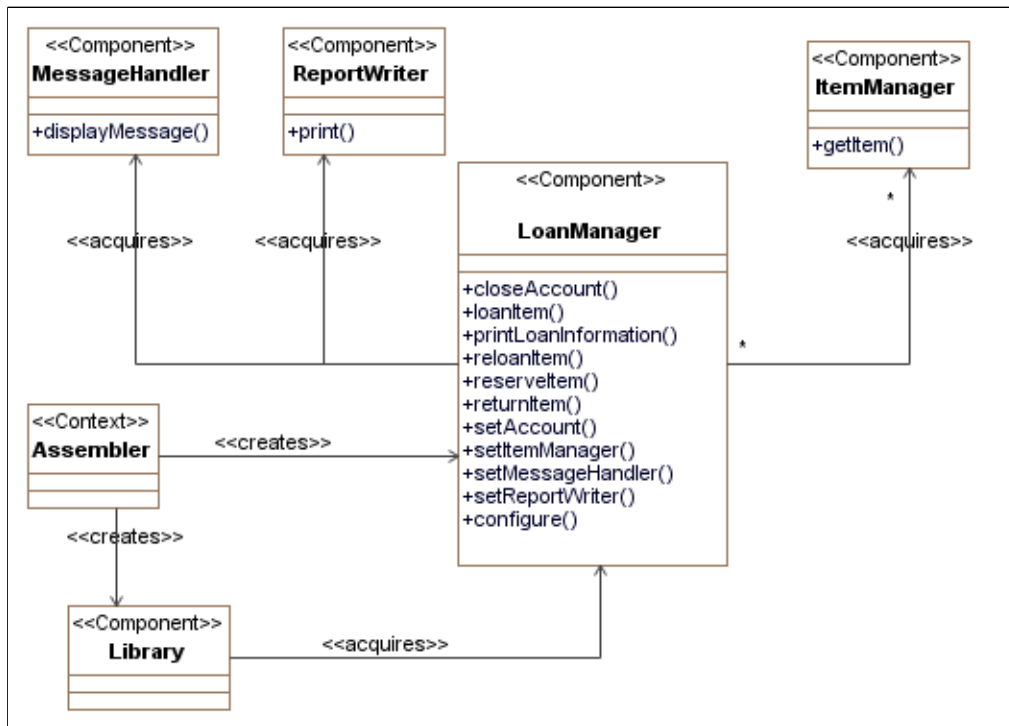 <<Component>>
MessageHandler
+displayMessage()
<<Component>>
ReportWriter
+print()
<<Component>>
ItemManager
+getItem()
<<Component>>
LoanManager
+closeAccount()
+loanItem()
+printLoanInformation()
+reloanItem()
+reserveItem()
+returnItem()
+setAccount()
+setItemManager()
+setMessageHandler()
+setReportWriter()
+configure()
<<acquires>>
<<acquires>>
*
<<acquires>>
*
<<Context>>
Assembler
<<creates>>
<<creates>>
<<Component>>
Library
<<acquires>>